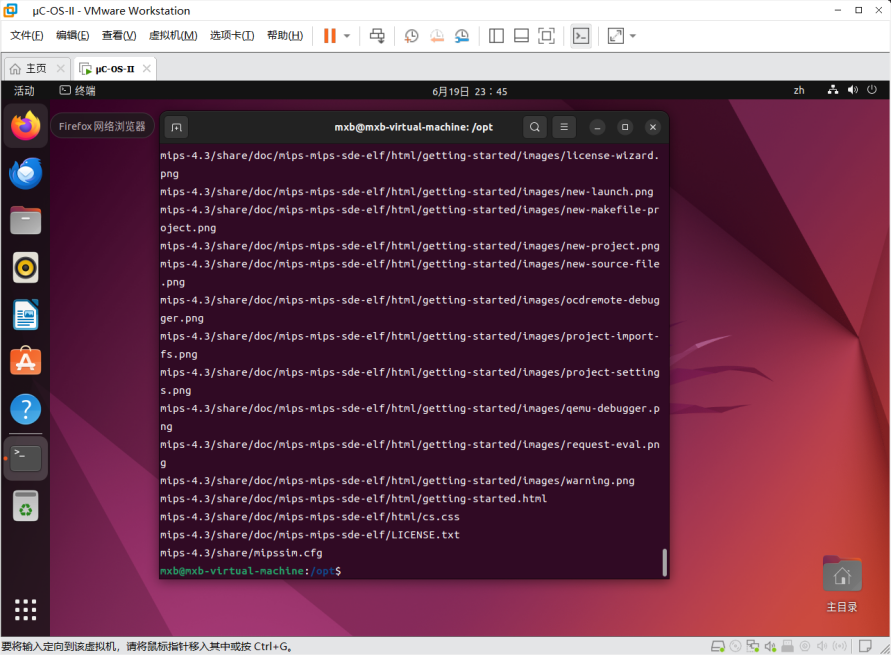 μC-OS-II - VMware Workstation
文件(F) 编辑(E) 查看(V) 虚拟机(M) 选项卡(T) 帮助(H)
主页 μC-OS-II
活动 终端 6月19日 23：45 zh
Firefox 网络浏览器
mxb@mxb-virtual-machine: /opt
mips-4.3/share/doc/mips-mips-sde-elf/html/getting-started/images/license-wizard.
png
mips-4.3/share/doc/mips-mips-sde-elf/html/getting-started/images/new-launch.png
mips-4.3/share/doc/mips-mips-sde-elf/html/getting-started/images/new-makefile-pr
oject.png
mips-4.3/share/doc/mips-mips-sde-elf/html/getting-started/images/new-project.png
mips-4.3/share/doc/mips-mips-sde-elf/html/getting-started/images/new-source-file
.png
mips-4.3/share/doc/mips-mips-sde-elf/html/getting-started/images/ocdremote-debug
ger.png
mips-4.3/share/doc/mips-mips-sde-elf/html/getting-started/images/project-import-
fs.png
mips-4.3/share/doc/mips-mips-sde-elf/html/getting-started/images/project-setting
s.png
mips-4.3/share/doc/mips-mips-sde-elf/html/getting-started/images/qemu-debugger.p
ng
mips-4.3/share/doc/mips-mips-sde-elf/html/getting-started/images/request-eval.pn
g
mips-4.3/share/doc/mips-mips-sde-elf/html/getting-started/images/warning.png
mips-4.3/share/doc/mips-mips-sde-elf/html/getting-started.html
mips-4.3/share/doc/mips-mips-sde-elf/html/cs.css
mips-4.3/share/doc/mips-mips-sde-elf/LICENSE.txt
mips-4.3/share/mipssim.cfg
mxb@mxb-virtual-machine:/opt$
主目录
要将输入定向到该虚拟机，请将鼠标指针移入其中或按 Ctrl+G。